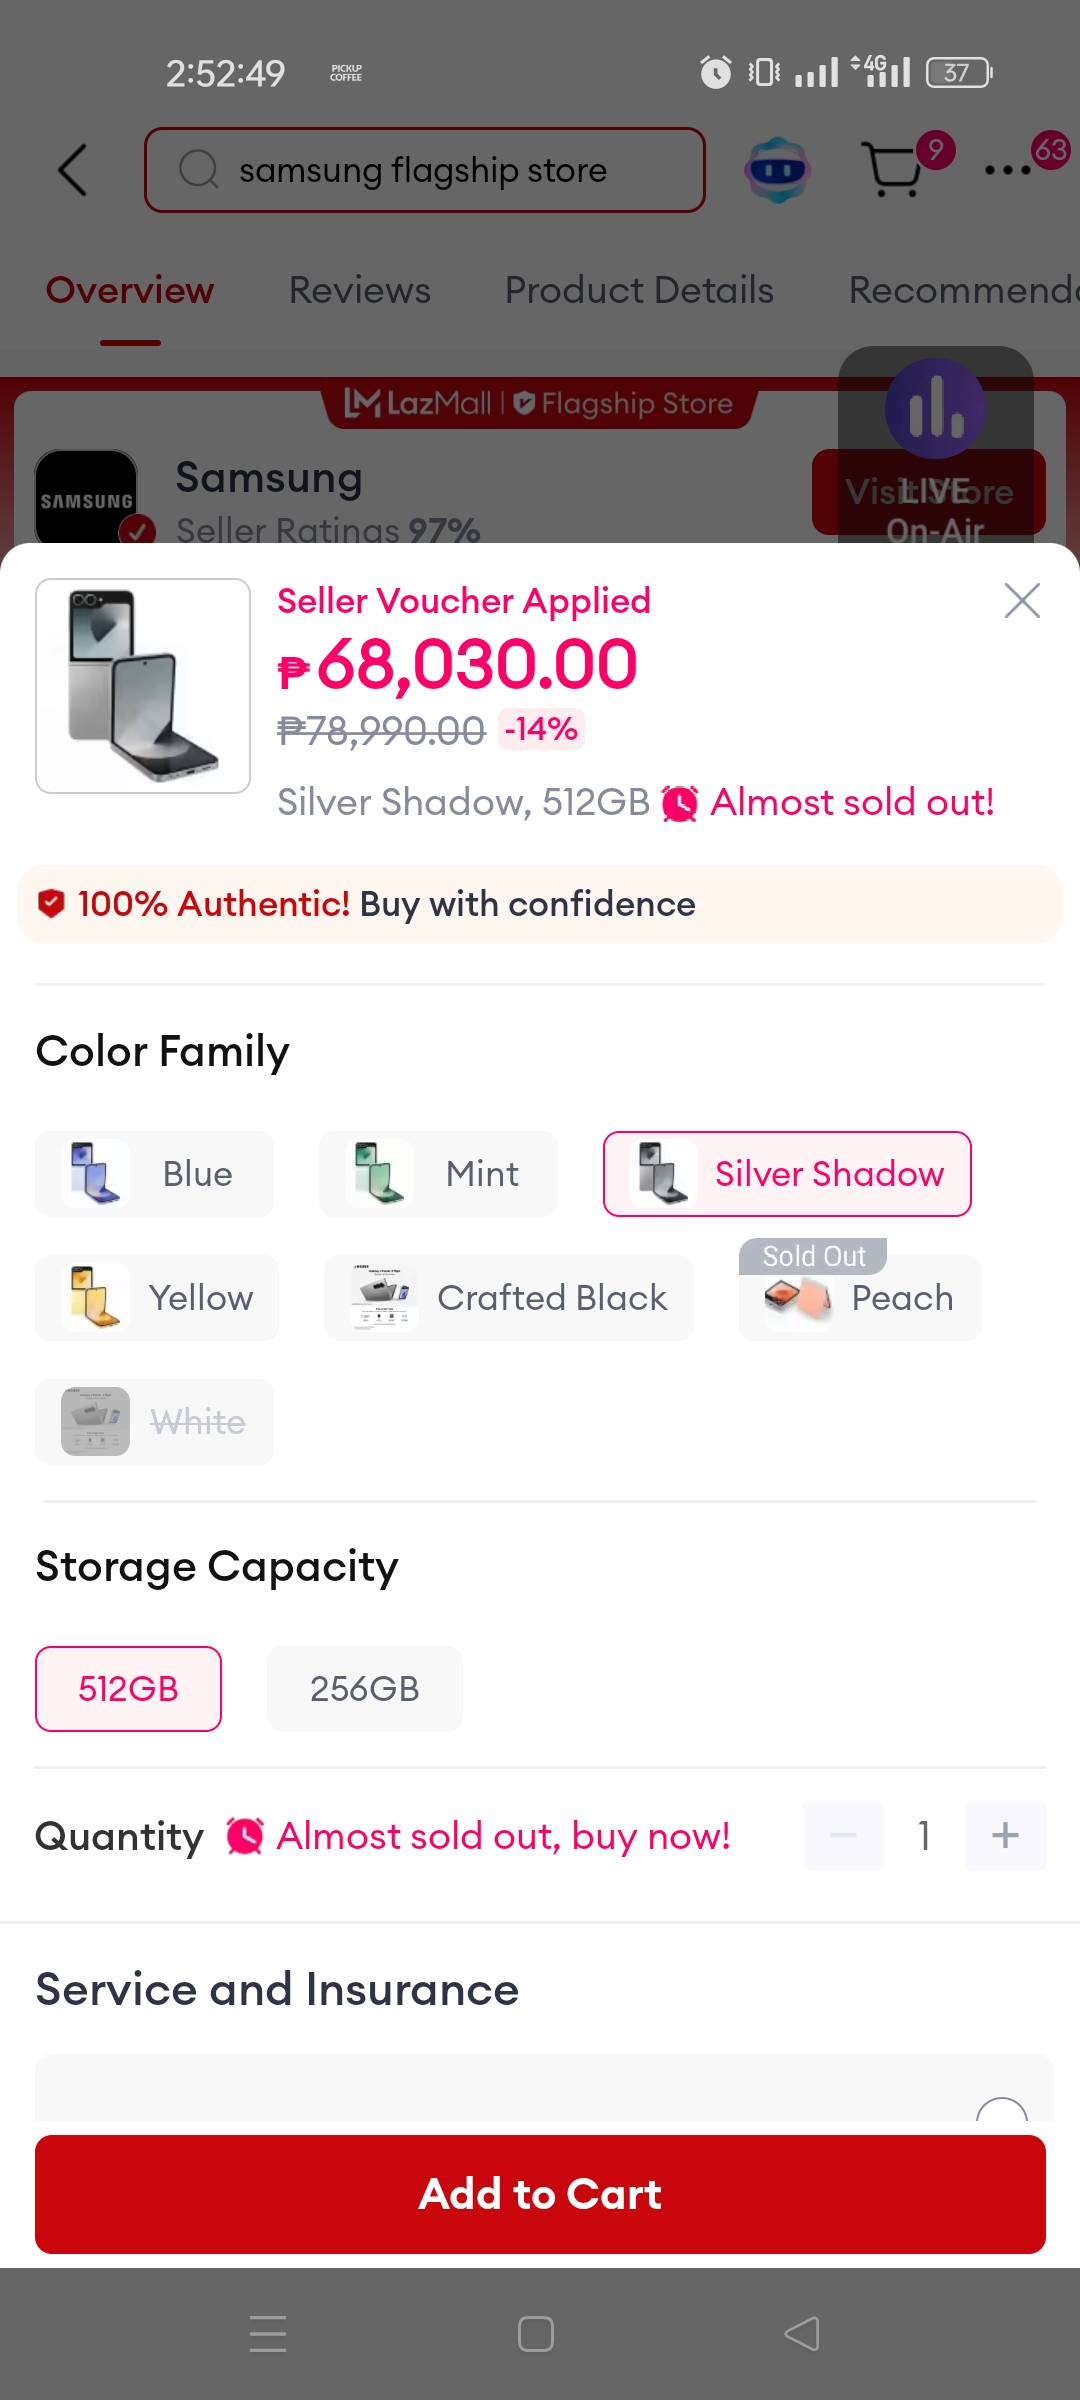 2:52:49 PICKUP COFFEE 4G 37
samsung flagship store 9 63
Overview Reviews Product Details Recommend
LazMall | Flagship Store
SAMSUNG Samsung Visit Store
LIVE
Seller Ratings 97% On-Air
Seller Voucher Applied
₱68,030.00
₱78,990.00 -14%
Silver Shadow, 512GB Almost sold out!
100% Authentic! Buy with confidence
Color Family
Blue Mint Silver Shadow
Sold Out
Yellow Crafted Black Peach
White
Storage Capacity
512GB 256GB
Quantity Almost sold out, buy now! 1 +
Service and Insurance
Add to Cart